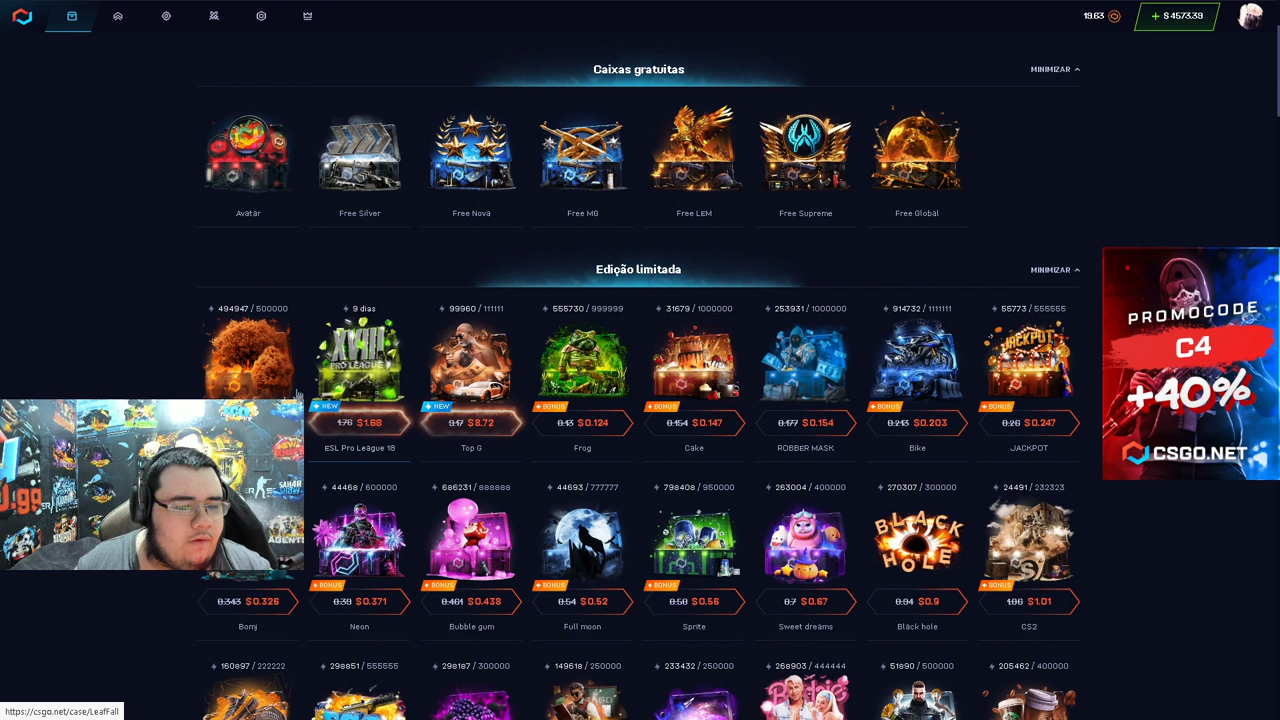 19.63
+ $ 4573.39
Caixas gratuitas
MINIMIZAR
Avatar
Free Silver
Free Nova
Free MG
Free LEM
Free Supreme
Free Global
Edição limitada
MINIMIZAR
494947 / 500000
9 dias
99960 / 111111
555730 / 999999
31679 / 1000000
253931 / 1000000
914732 / 1111111
55773 / 555555
XVIII
PRO LEAGUE
JACKPOT
PROMOCODE
C4
+40%
CSGO.NET
+ NEW
+ NEW
+ BONUS
+ BONUS
+ BONUS
+ BONUS
1.76 $1.68
9.17 $8.72
0.13 $0.124
0.154 $0.147
0.177 $0.154
0.213 $0.203
0.26 $0.247
ESL Pro League 18
Top G
Frog
Cake
ROBBER MASK
Bike
JACKPOT
44468 / 600000
686231 / 888888
44693 / 777777
798408 / 950000
263004 / 400000
270307 / 300000
24491 / 232323
BLACK
HOLE
+ BONUS
+ BONUS
+ BONUS
+ BONUS
0.343 $0.326
0.39 $0.371
0.461 $0.438
0.54 $0.52
0.58 $0.56
0.7 $0.67
0.94 $0.9
1.06 $1.01
Bomj
Neon
Bubble gum
Full moon
Sprite
Sweet dreams
Black hole
CS2
160897 / 222222
298851 / 555555
298187 / 300000
149618 / 250000
233432 / 250000
268903 / 444444
51890 / 500000
205462 / 400000
Barbie
https://csgo.net/case/LeafFall